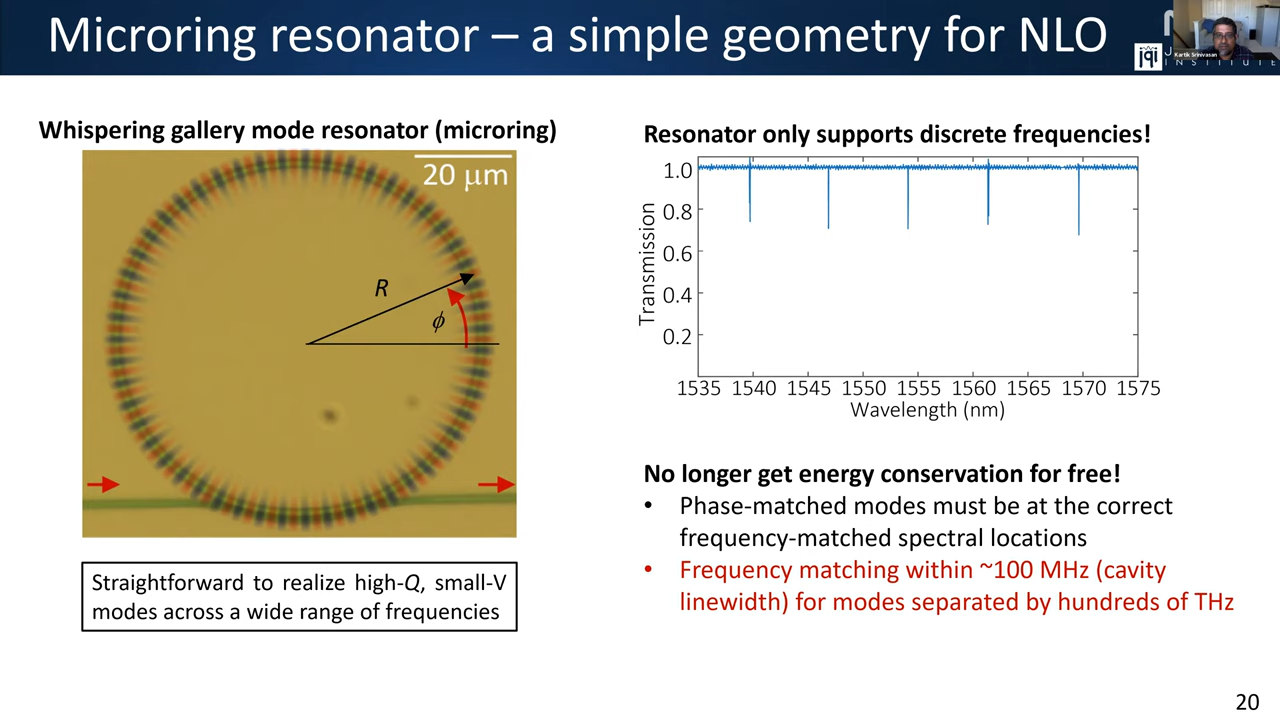 Microring resonator – a simple geometry for NLO
jqi
Kartik Srinivasan
INSTITUTE
Whispering gallery mode resonator (microring)
20 μm
R
ϕ
Straightforward to realize high-Q, small-V
modes across a wide range of frequencies
Resonator only supports discrete frequencies!
1.0
0.8
0.6
0.4
0.2
Transmission
1535 1540 1545 1550 1555 1560 1565 1570 1575
Wavelength (nm)
No longer get energy conservation for free!
• Phase-matched modes must be at the correct
frequency-matched spectral locations
• Frequency matching within ~100 MHz (cavity
linewidth) for modes separated by hundreds of THz
20